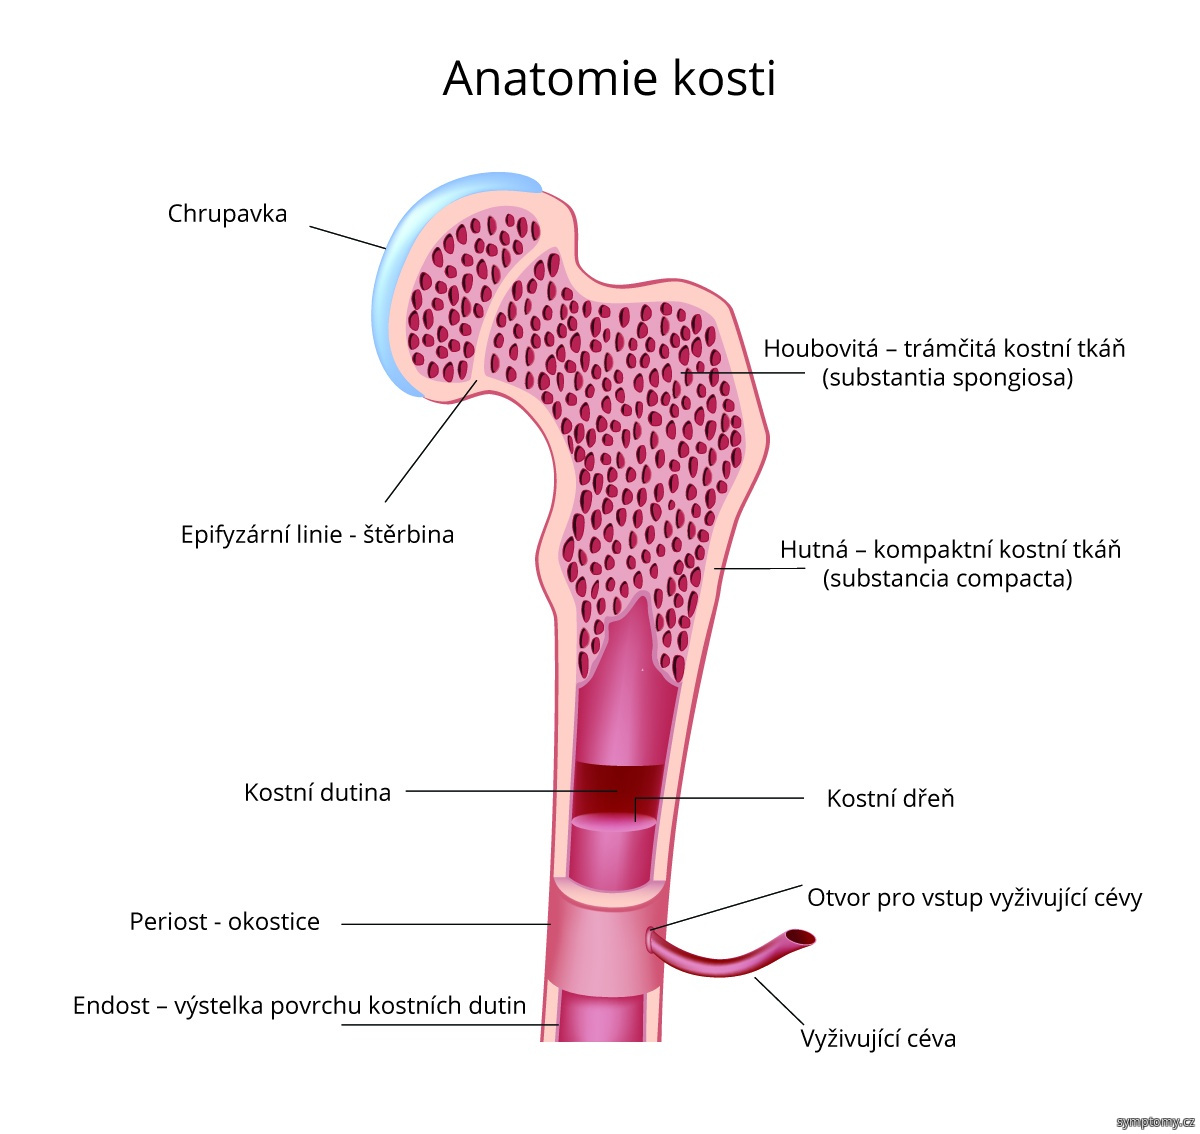 Anatomie kosti
Chrupavka
Houbovitá – trámčitá kostní tkáň
(substantia spongiosa)
Epifyzární linie - štěrbina
Hutná – kompaktní kostní tkáň
(substancia compacta)
Kostní dutina
Kostní dřeň
Otvor pro vstup vyživující cévy
Periost - okostice
Endost – výstelka povrchu kostních dutin
Vyživující céva
symptomy.cz